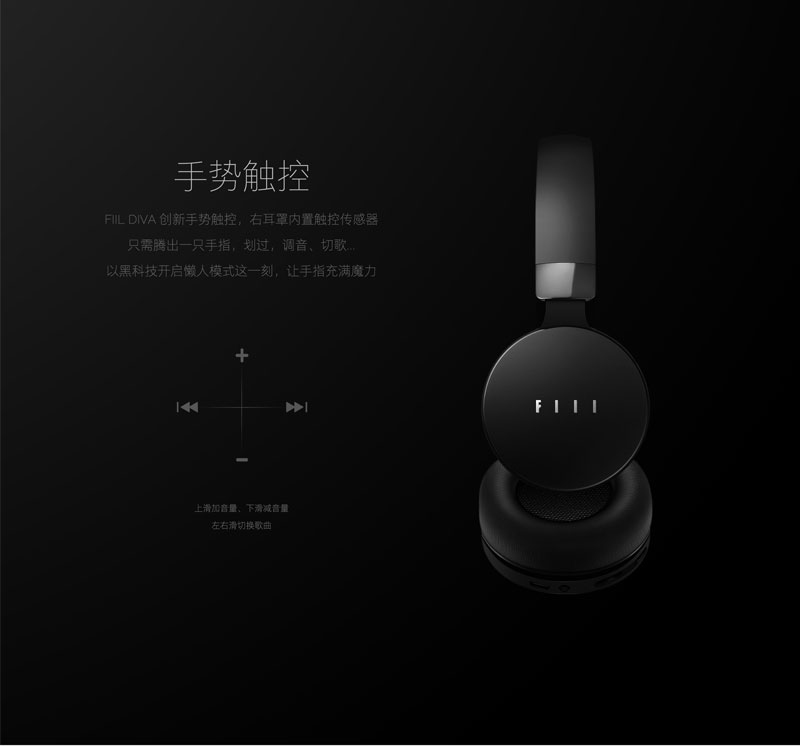 手势触控
FIIL DIVA 创新手势触控，右耳罩内置触控传感器
只需腾出一只手指，划过，调音、切歌...
以黑科技开启懒人模式这一刻，让手指充满魔力
上滑加音量，下滑减音量
左右滑切换歌曲
FIIL